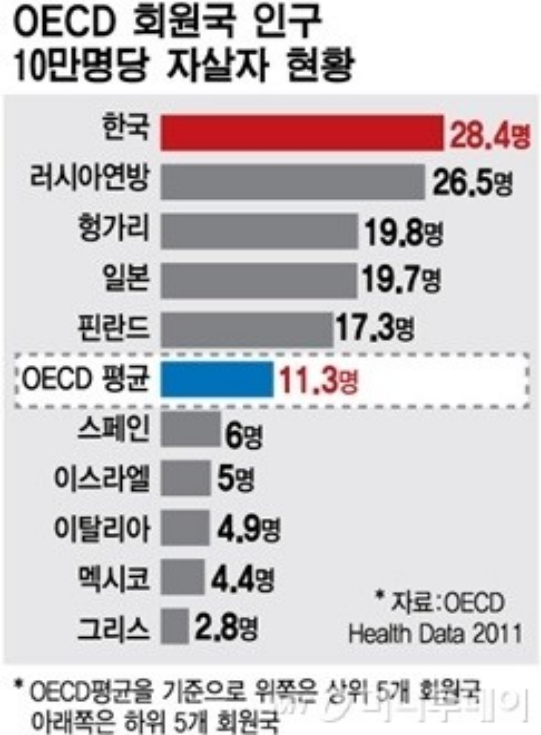 OECD 회원국 인구
10만명당 자살자 현황
한국 28.4명
러시아연방 26.5명
헝가리 19.8명
일본 19.7명
핀란드 17.3명
OECD 평균 11.3명
스페인 6명
이스라엘 5명
이탈리아 4.9명
멕시코 4.4명
그리스 2.8명
* 자료:OECD
Health Data 2011
* OECD평균을 기준으로 위쪽은 상위 5개 회원국
아래쪽은 하위 5개 회원국
머니투데이